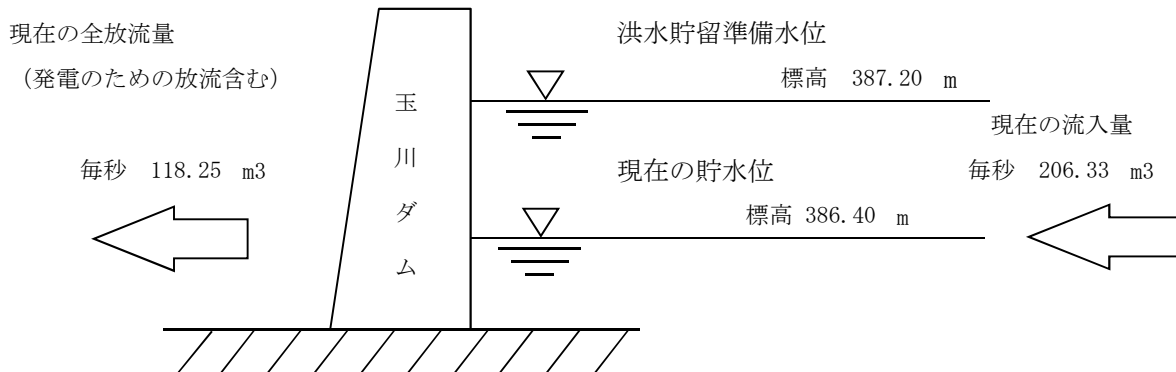 現在の全放流量
（発電のための放流含む）
毎秒 118.25 m3
玉川ダム
洪水貯留準備水位
標高 387.20 m
現在の貯水位
標高 386.40 m
現在の流入量
毎秒 206.33 m3